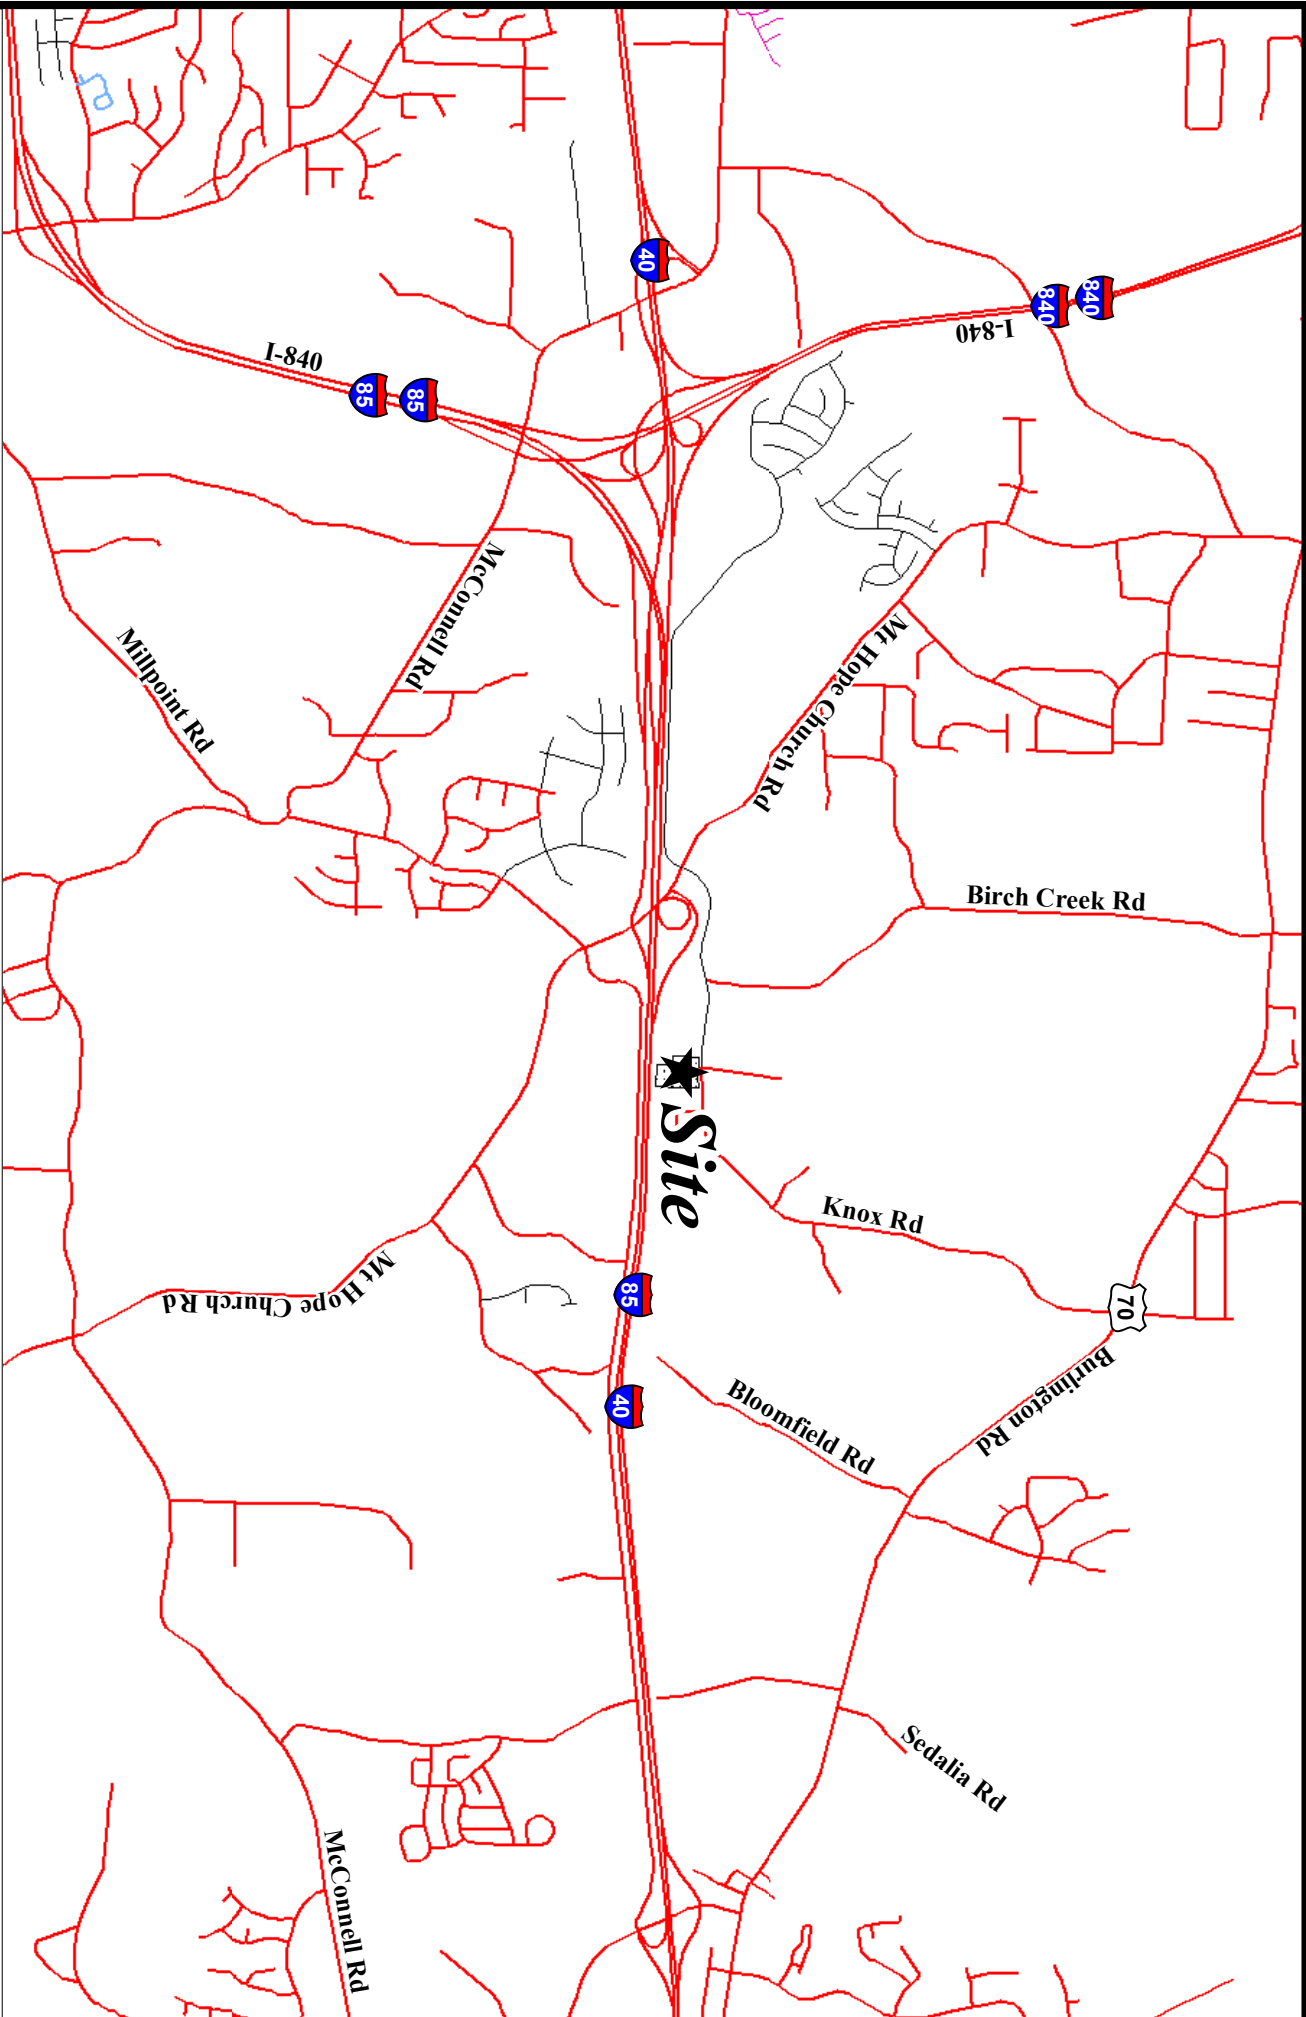 40
840
840
I-840
I-840
85
85
McConnell Rd
Millpoint Rd
Mt Hope Church Rd
Birch Creek Rd
Site
Knox Rd
Mt Hope Church Rd
85
70
40
Burlington Rd
Bloomfield Rd
Sedalia Rd
McConnell Rd